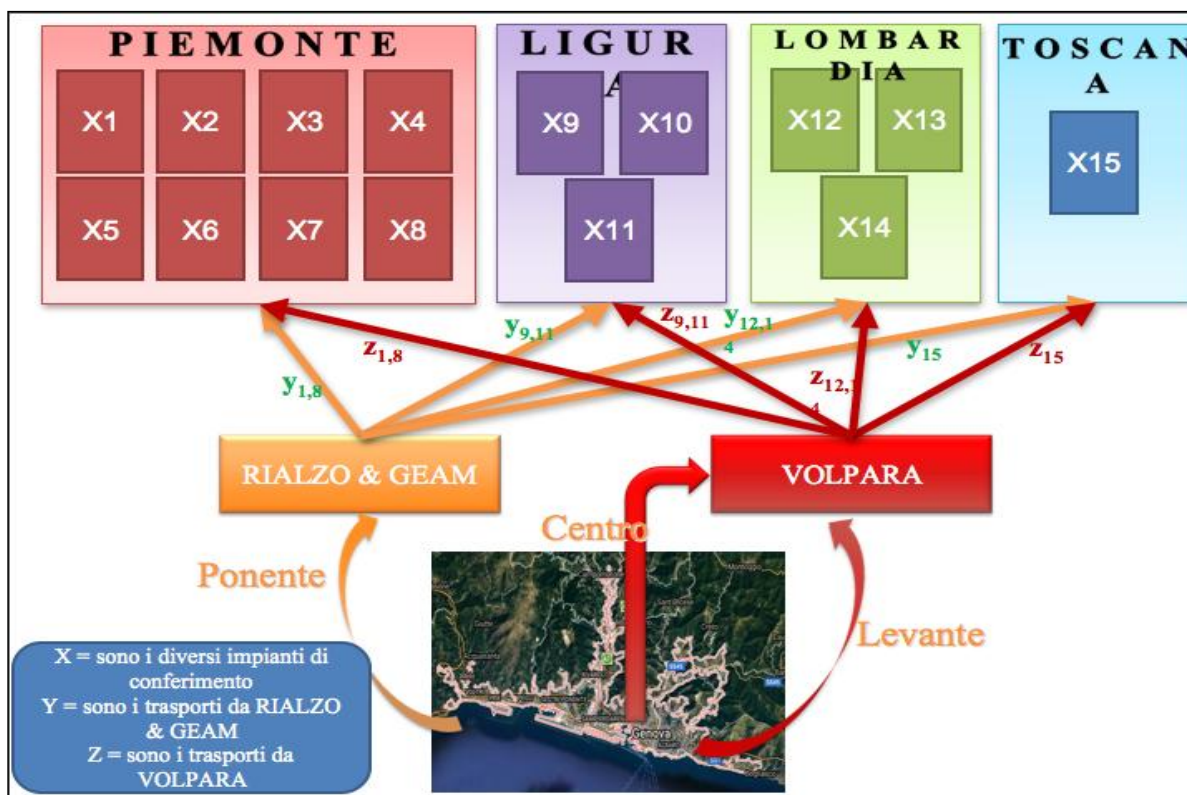 PIEMONTE
LIGUR
A
LOMBAR
DIA
TOSCAN
A
X1 X2 X3 X4
X5 X6 X7 X8
X9 X10
X11
X12 X13
X14
X15
y1,8
z1,8
y9,11
z9,11
y12,1
4
z12,1
4
y15
z15
RIALZO & GEAM
VOLPARA
Centro
Ponente
Levante
Genova
X = sono i diversi impianti di
conferimento
Y = sono i trasporti da RIALZO
& GEAM
Z = sono i trasporti da
VOLPARA